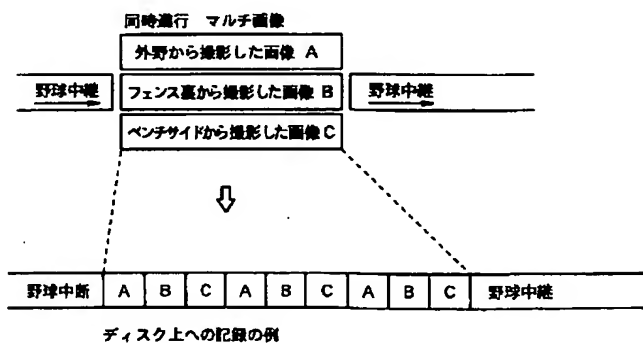 同時進行 マルチ画像
外野から撮影した画像 A
野球中継 フェンス裏から撮影した画像 B 野球中継
ベンチサイドから撮影した画像 C
野球中断 A B C A B C A B C 野球中継
ディスク上への記録の例